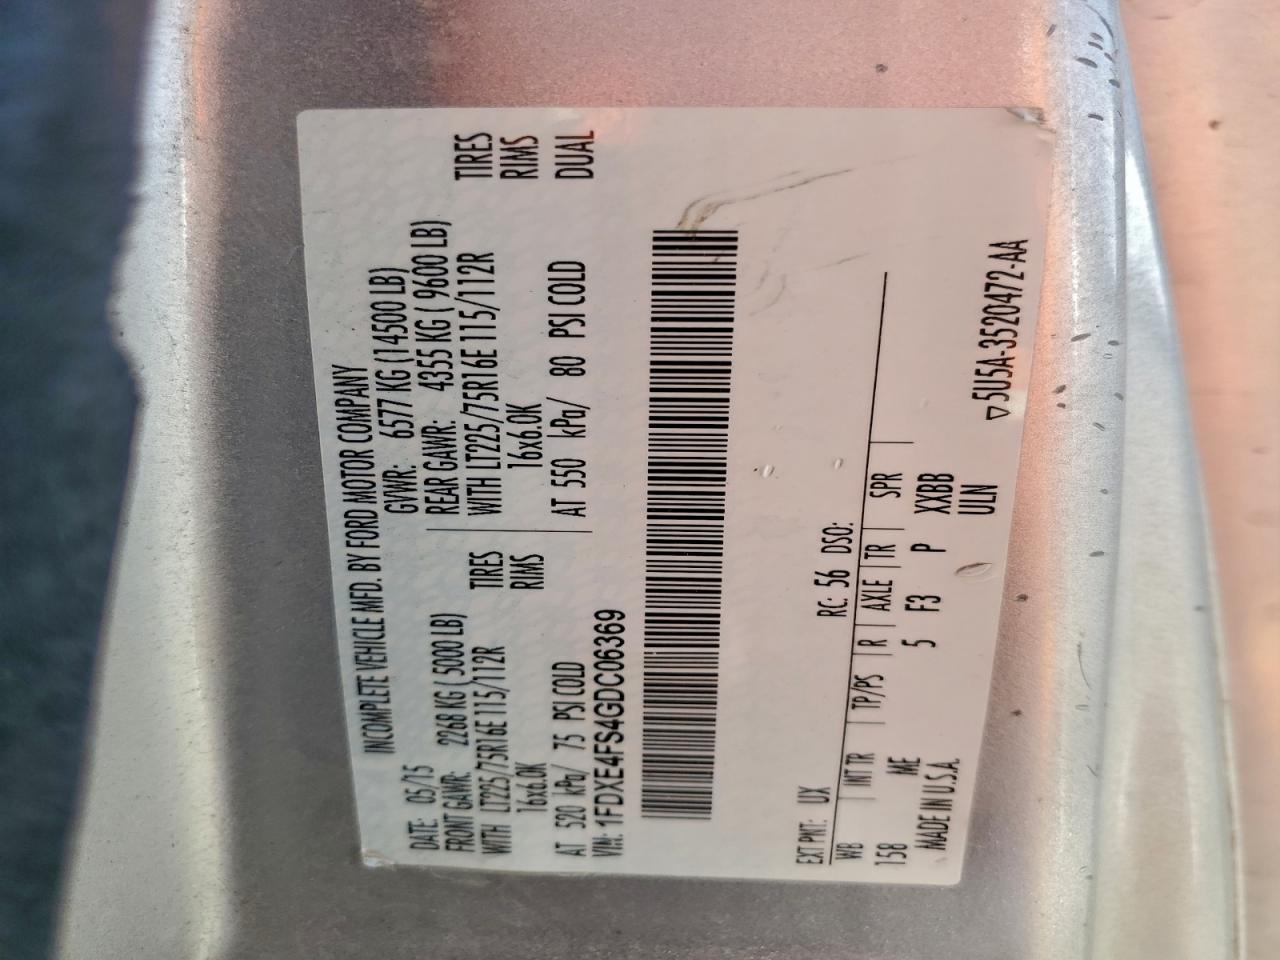 INCOMPLETE VEHICLE MFD. BY FORD MOTOR COMPANY
DATE: 05/15 GVWR: 6577 KG (14500 LB)
FRONT GAWR: 2268 KG ( 5000 LB) REAR GAWR: 4355 KG ( 9600 LB)
WITH LT225/75R16E 115/112R TIRES WITH LT225/75R16E 115/112R TIRES
16x6.0K RIMS 16x6.0K RIMS
AT 520 kPa/ 75 PSI COLD AT 550 kPa/ 80 PSI COLD DUAL
VIN: 1FDXE4FS4GDC06369
EXT PNT: UX RC: 56 DSO:
WB INT TR TP/PS R AXLE TR SPR
158 ME 5 F3 P XXBB
MADE IN U.S.A. ULN
▽5U5A-3520472-AA